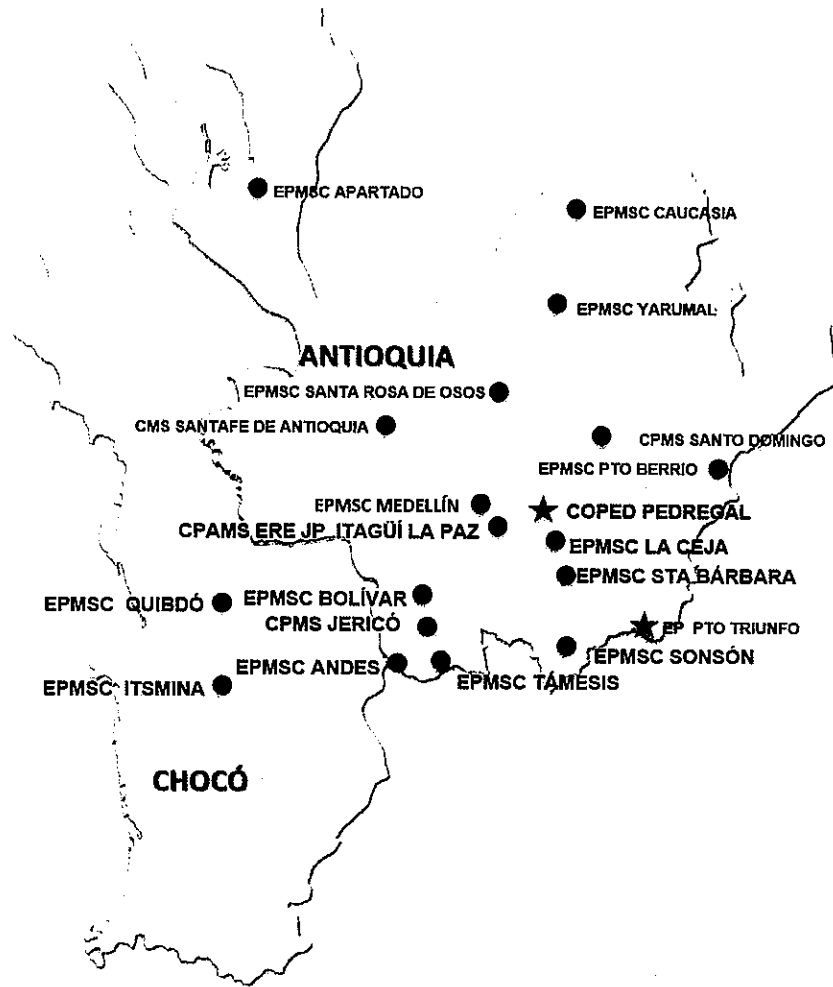 EPMSC APARTADO
EPMSC CAUCASIA
EPMSC YARUMAL
ANTIOQUIA
EPMSC SANTA ROSA DE OSOS
CMS SANTAFE DE ANTIOQUIA
CPMS SANTO DOMINGO
EPMSC PTO BERRIO
EPMSC MEDELLÍN
COPED PEDREGAL
CPAMS ERE JP ITAGÜÍ LA PAZ
EPMSC LA CEJA
EPMSC STA BÁRBARA
EPMSC QUIBDÓ
EPMSC BOLÍVAR
CPMS JERICÓ
EP PTO TRIUNFO
EPMSC SONSÓN
EPMSC ANDES
EPMSC TÁMESIS
EPMSC ITSMINA
CHOCÓ